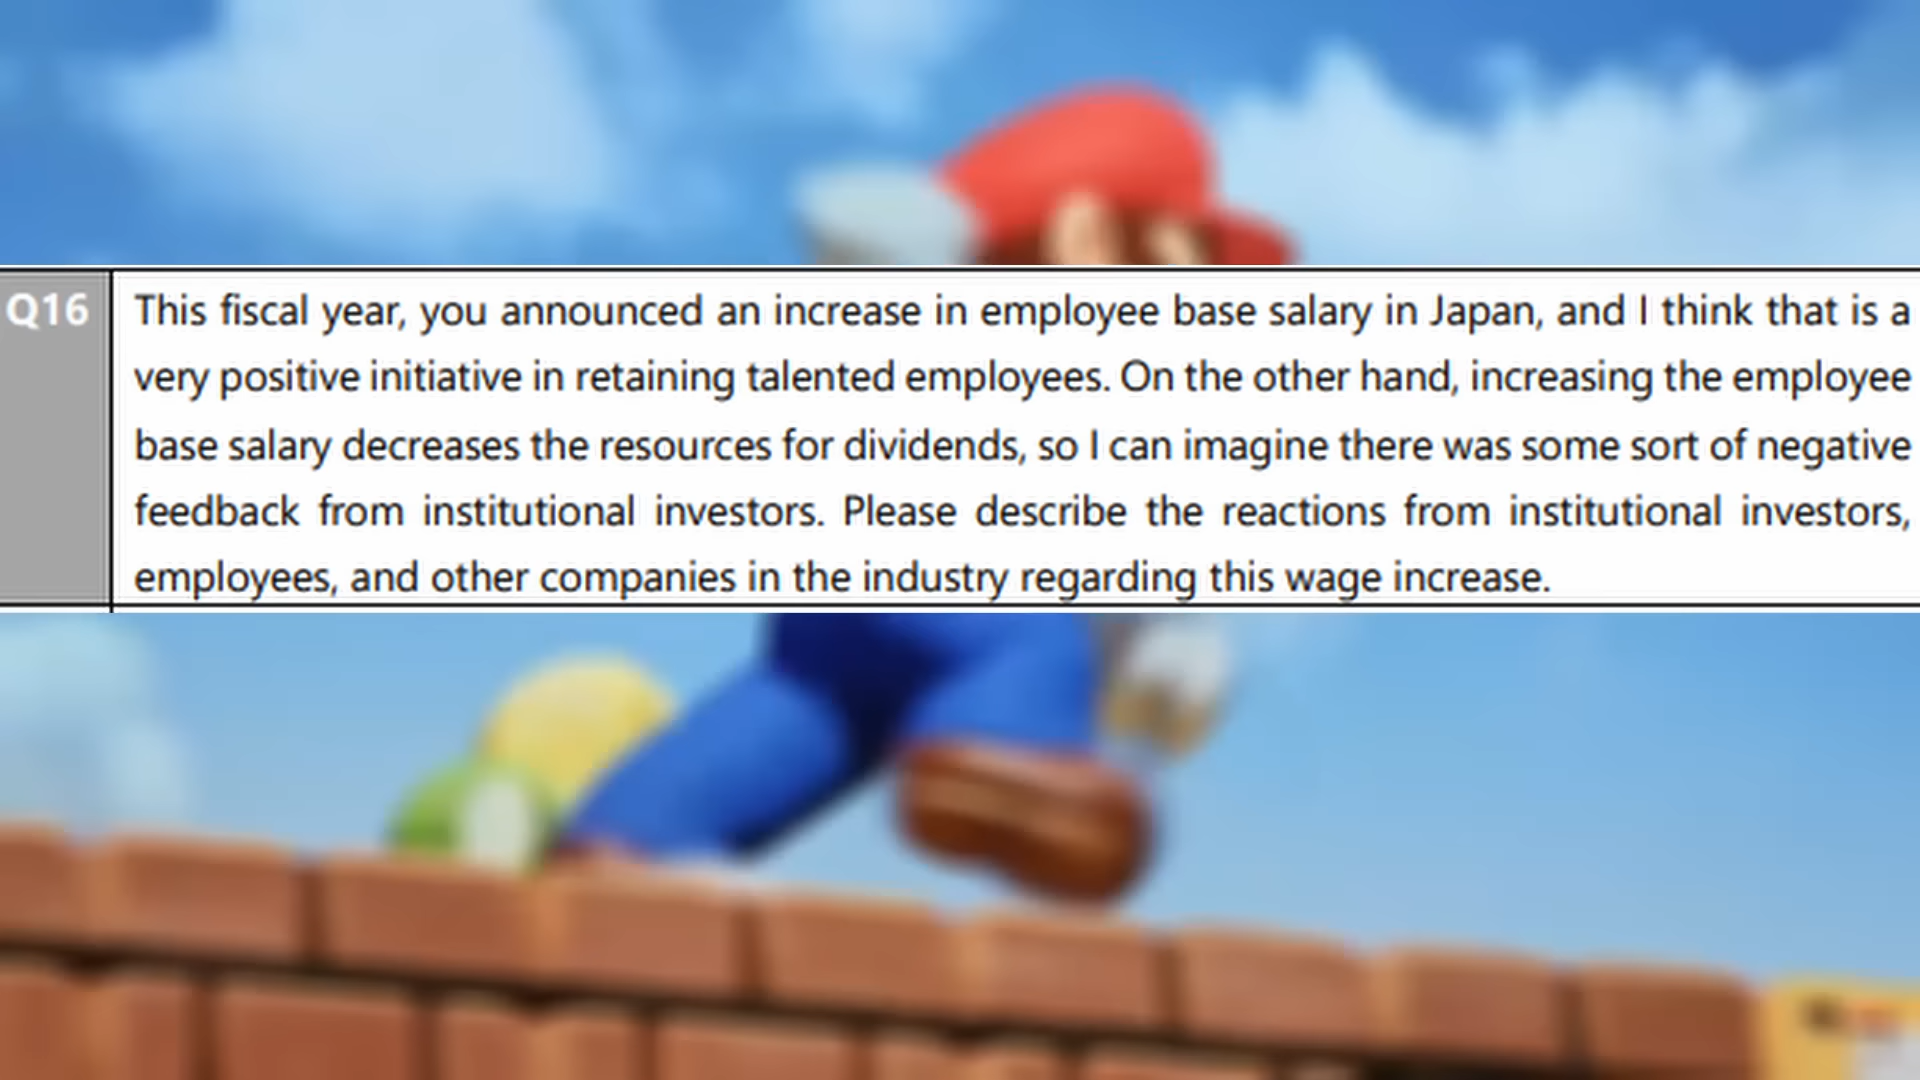 Q16
This fiscal year, you announced an increase in employee base salary in Japan, and I think that is a
very positive initiative in retaining talented employees. On the other hand, increasing the employee
base salary decreases the resources for dividends, so I can imagine there was some sort of negative
feedback from institutional investors. Please describe the reactions from institutional investors,
employees, and other companies in the industry regarding this wage increase.